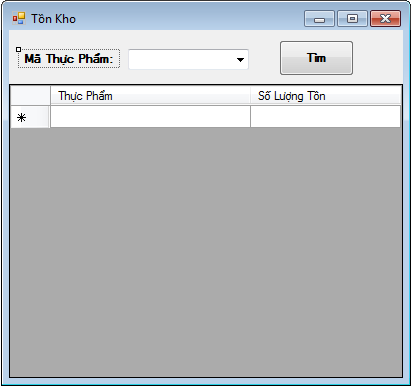 Tồn Kho
Mã Thực Phẩm:
Tìm
Thực Phẩm Số Lượng Tồn